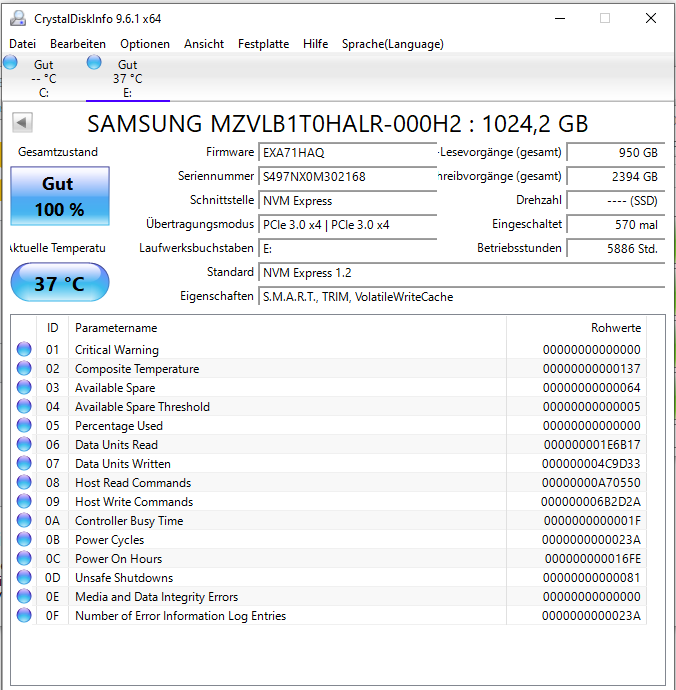 CrystalDiskInfo 9.6.1 x64
Datei Bearbeiten Optionen Ansicht Festplatte Hilfe Sprache(Language)
Gut Gut
-- °C 37 °C
C: E:
SAMSUNG MZVLB1T0HALR-000H2 : 1024,2 GB
Gesamtzustand
Gut
100 %
Aktuelle Temperatu
37 °C
Firmware EXA71HAQ -Lesevorgänge (gesamt) 950 GB
Seriennummer S497NX0M302168 hreibvorgänge (gesamt) 2394 GB
Schnittstelle NVM Express Drehzahl ---- (SSD)
Übertragungsmodus PCIe 3.0 x4 | PCIe 3.0 x4 Eingeschaltet 570 mal
Laufwerksbuchstaben E: Betriebsstunden 5886 Std.
Standard NVM Express 1.2
Eigenschaften S.M.A.R.T., TRIM, VolatileWriteCache
ID Parametername Rohwerte
01 Critical Warning 00000000000000
02 Composite Temperature 00000000000137
03 Available Spare 00000000000064
04 Available Spare Threshold 00000000000005
05 Percentage Used 00000000000000
06 Data Units Read 000000001E6B17
07 Data Units Written 000000004C9D33
08 Host Read Commands 00000000A70550
09 Host Write Commands 000000006B2D2A
0A Controller Busy Time 0000000000001F
0B Power Cycles 0000000000023A
0C Power On Hours 000000000016FE
0D Unsafe Shutdowns 00000000000081
0E Media and Data Integrity Errors 00000000000000
0F Number of Error Information Log Entries 0000000000023A